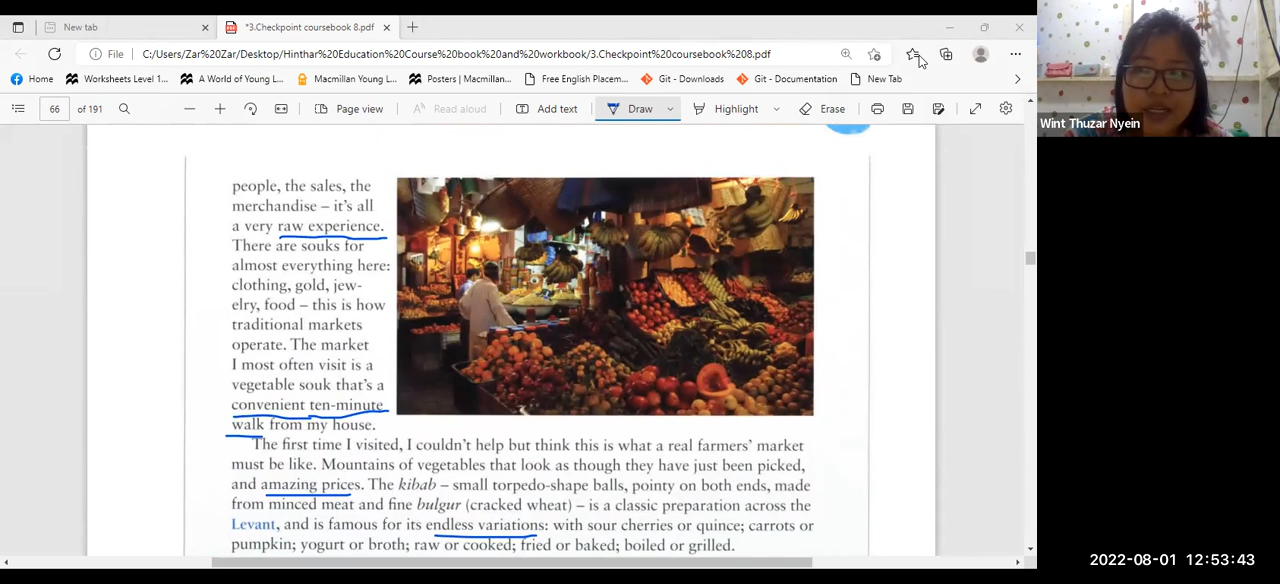 New tab
*3.Checkpoint coursebook 8.pdf
File
C:/Users/Zar%20Zar/Desktop/Hinthar%20Education%20Course%20book%20and%20workbook/3.Checkpoint%20coursebook%208.pdf
Home
Worksheets Level 1...
A World of Young L...
Macmillan Young L...
Posters | Macmillan...
Free English Placem...
Git - Downloads
Git - Documentation
New Tab
66 of 191
Page view
Read aloud
Add text
Draw
Highlight
Erase
Wint Thuzar Nyein
people, the sales, the
merchandise – it's all
a very raw experience.
There are souks for
almost everything here:
clothing, gold, jew-
elry, food – this is how
traditional markets
operate. The market
I most often visit is a
vegetable souk that's a
convenient ten-minute
walk from my house.
The first time I visited, I couldn't help but think this is what a real farmers' market
must be like. Mountains of vegetables that look as though they have just been picked,
and amazing prices. The kibab – small torpedo-shape balls, pointy on both ends, made
from minced meat and fine bulgur (cracked wheat) – is a classic preparation across the
Levant, and is famous for its endless variations: with sour cherries or quince; carrots or
pumpkin; yogurt or broth; raw or cooked; fried or baked; boiled or grilled.
2022-08-01 12:53:43